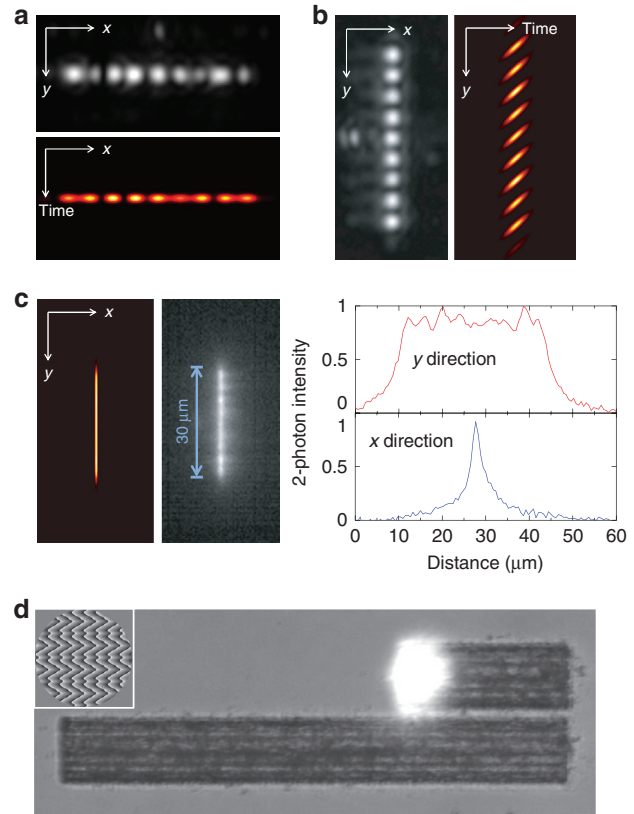 a
x
y
x
Time
b
x
y
Time
y
c
x
y
30 μm
2-photon intensity
1
0.5
0
y direction
1
0.5
0
x direction
0 10 20 30 40 50 60
Distance (μm)
d